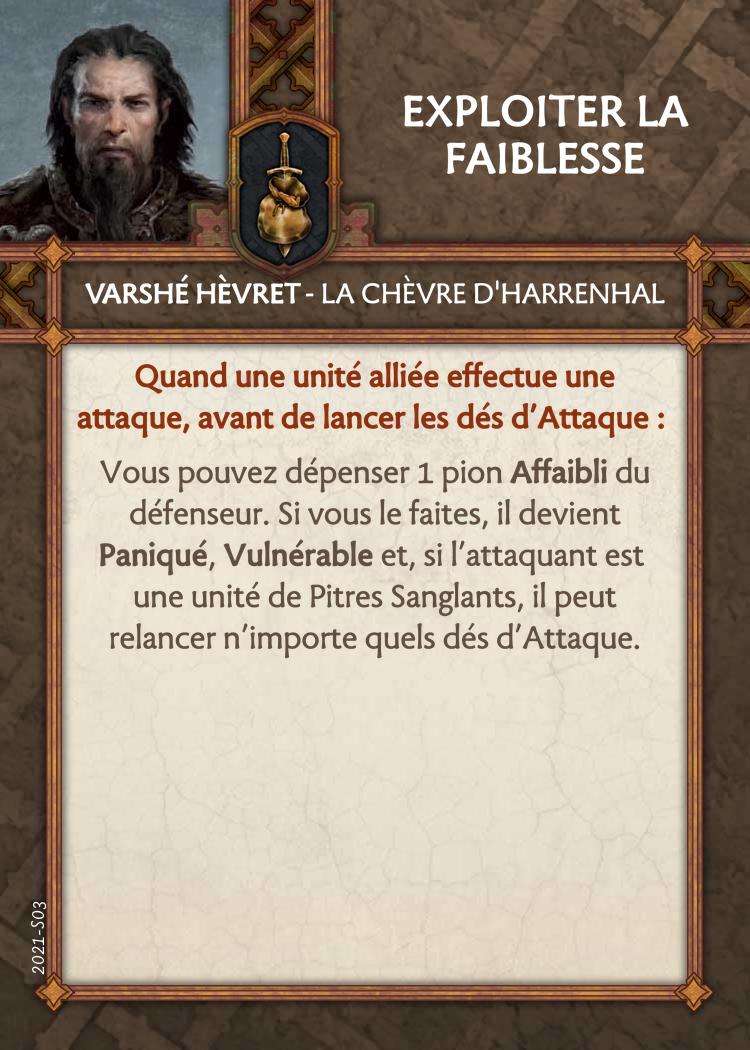 EXPLOITER LA
FAIBLESSE
VARSHÉ HÈVRET - LA CHÈVRE D'HARRENHAL
Quand une unité alliée effectue une
attaque, avant de lancer les dés d’Attaque :
Vous pouvez dépenser 1 pion Affaibli du
défenseur. Si vous le faites, il devient
Paniqué, Vulnérable et, si l’attaquant est
une unité de Pitres Sanglants, il peut
relancer n’importe quels dés d’Attaque.
2021-S03